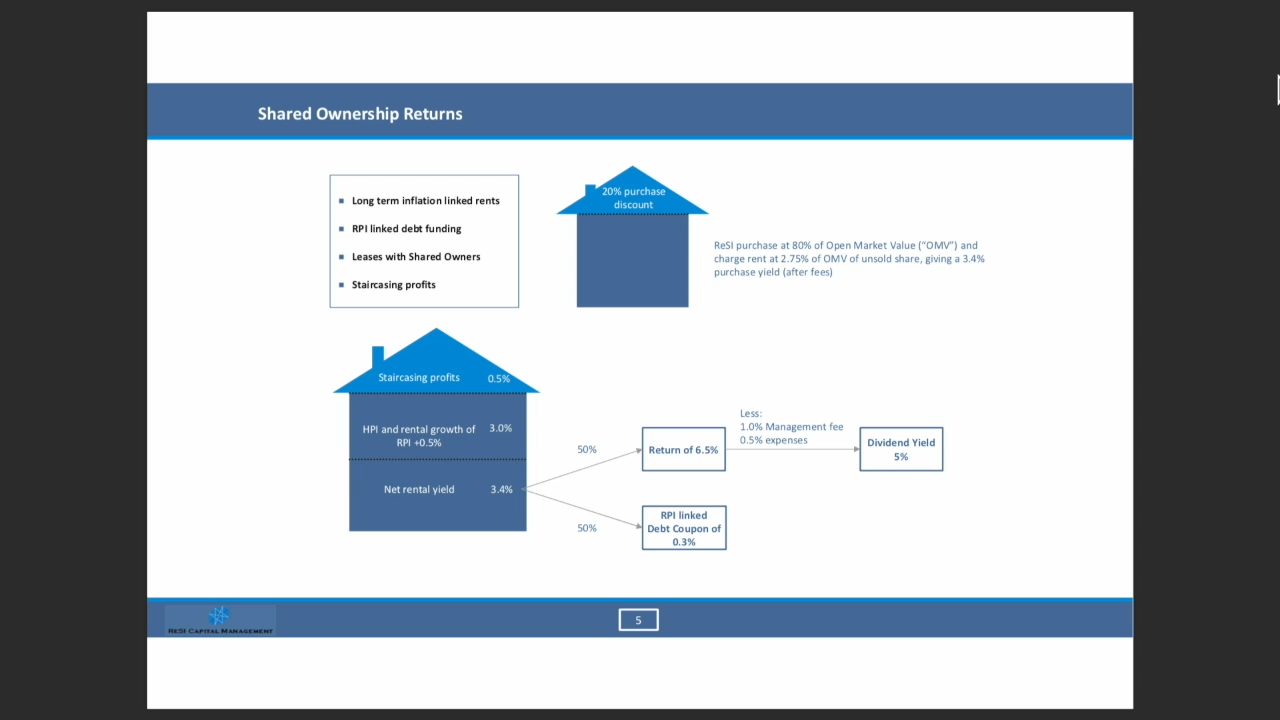 Shared Ownership Returns
Long term inflation linked rents
RPI linked debt funding
Leases with Shared Owners
Staircasing profits
20% purchase
discount
ReSI purchase at 80% of Open Market Value (“OMV”) and
charge rent at 2.75% of OMV of unsold share, giving a 3.4%
purchase yield (after fees)
Staircasing profits 0.5%
HPI and rental growth of 3.0%
RPI +0.5%
Net rental yield 3.4%
50%
Return of 6.5%
Less:
1.0% Management fee
0.5% expenses
Dividend Yield
5%
50%
RPI linked
Debt Coupon of
0.3%
RESI CAPITAL MANAGEMENT
5